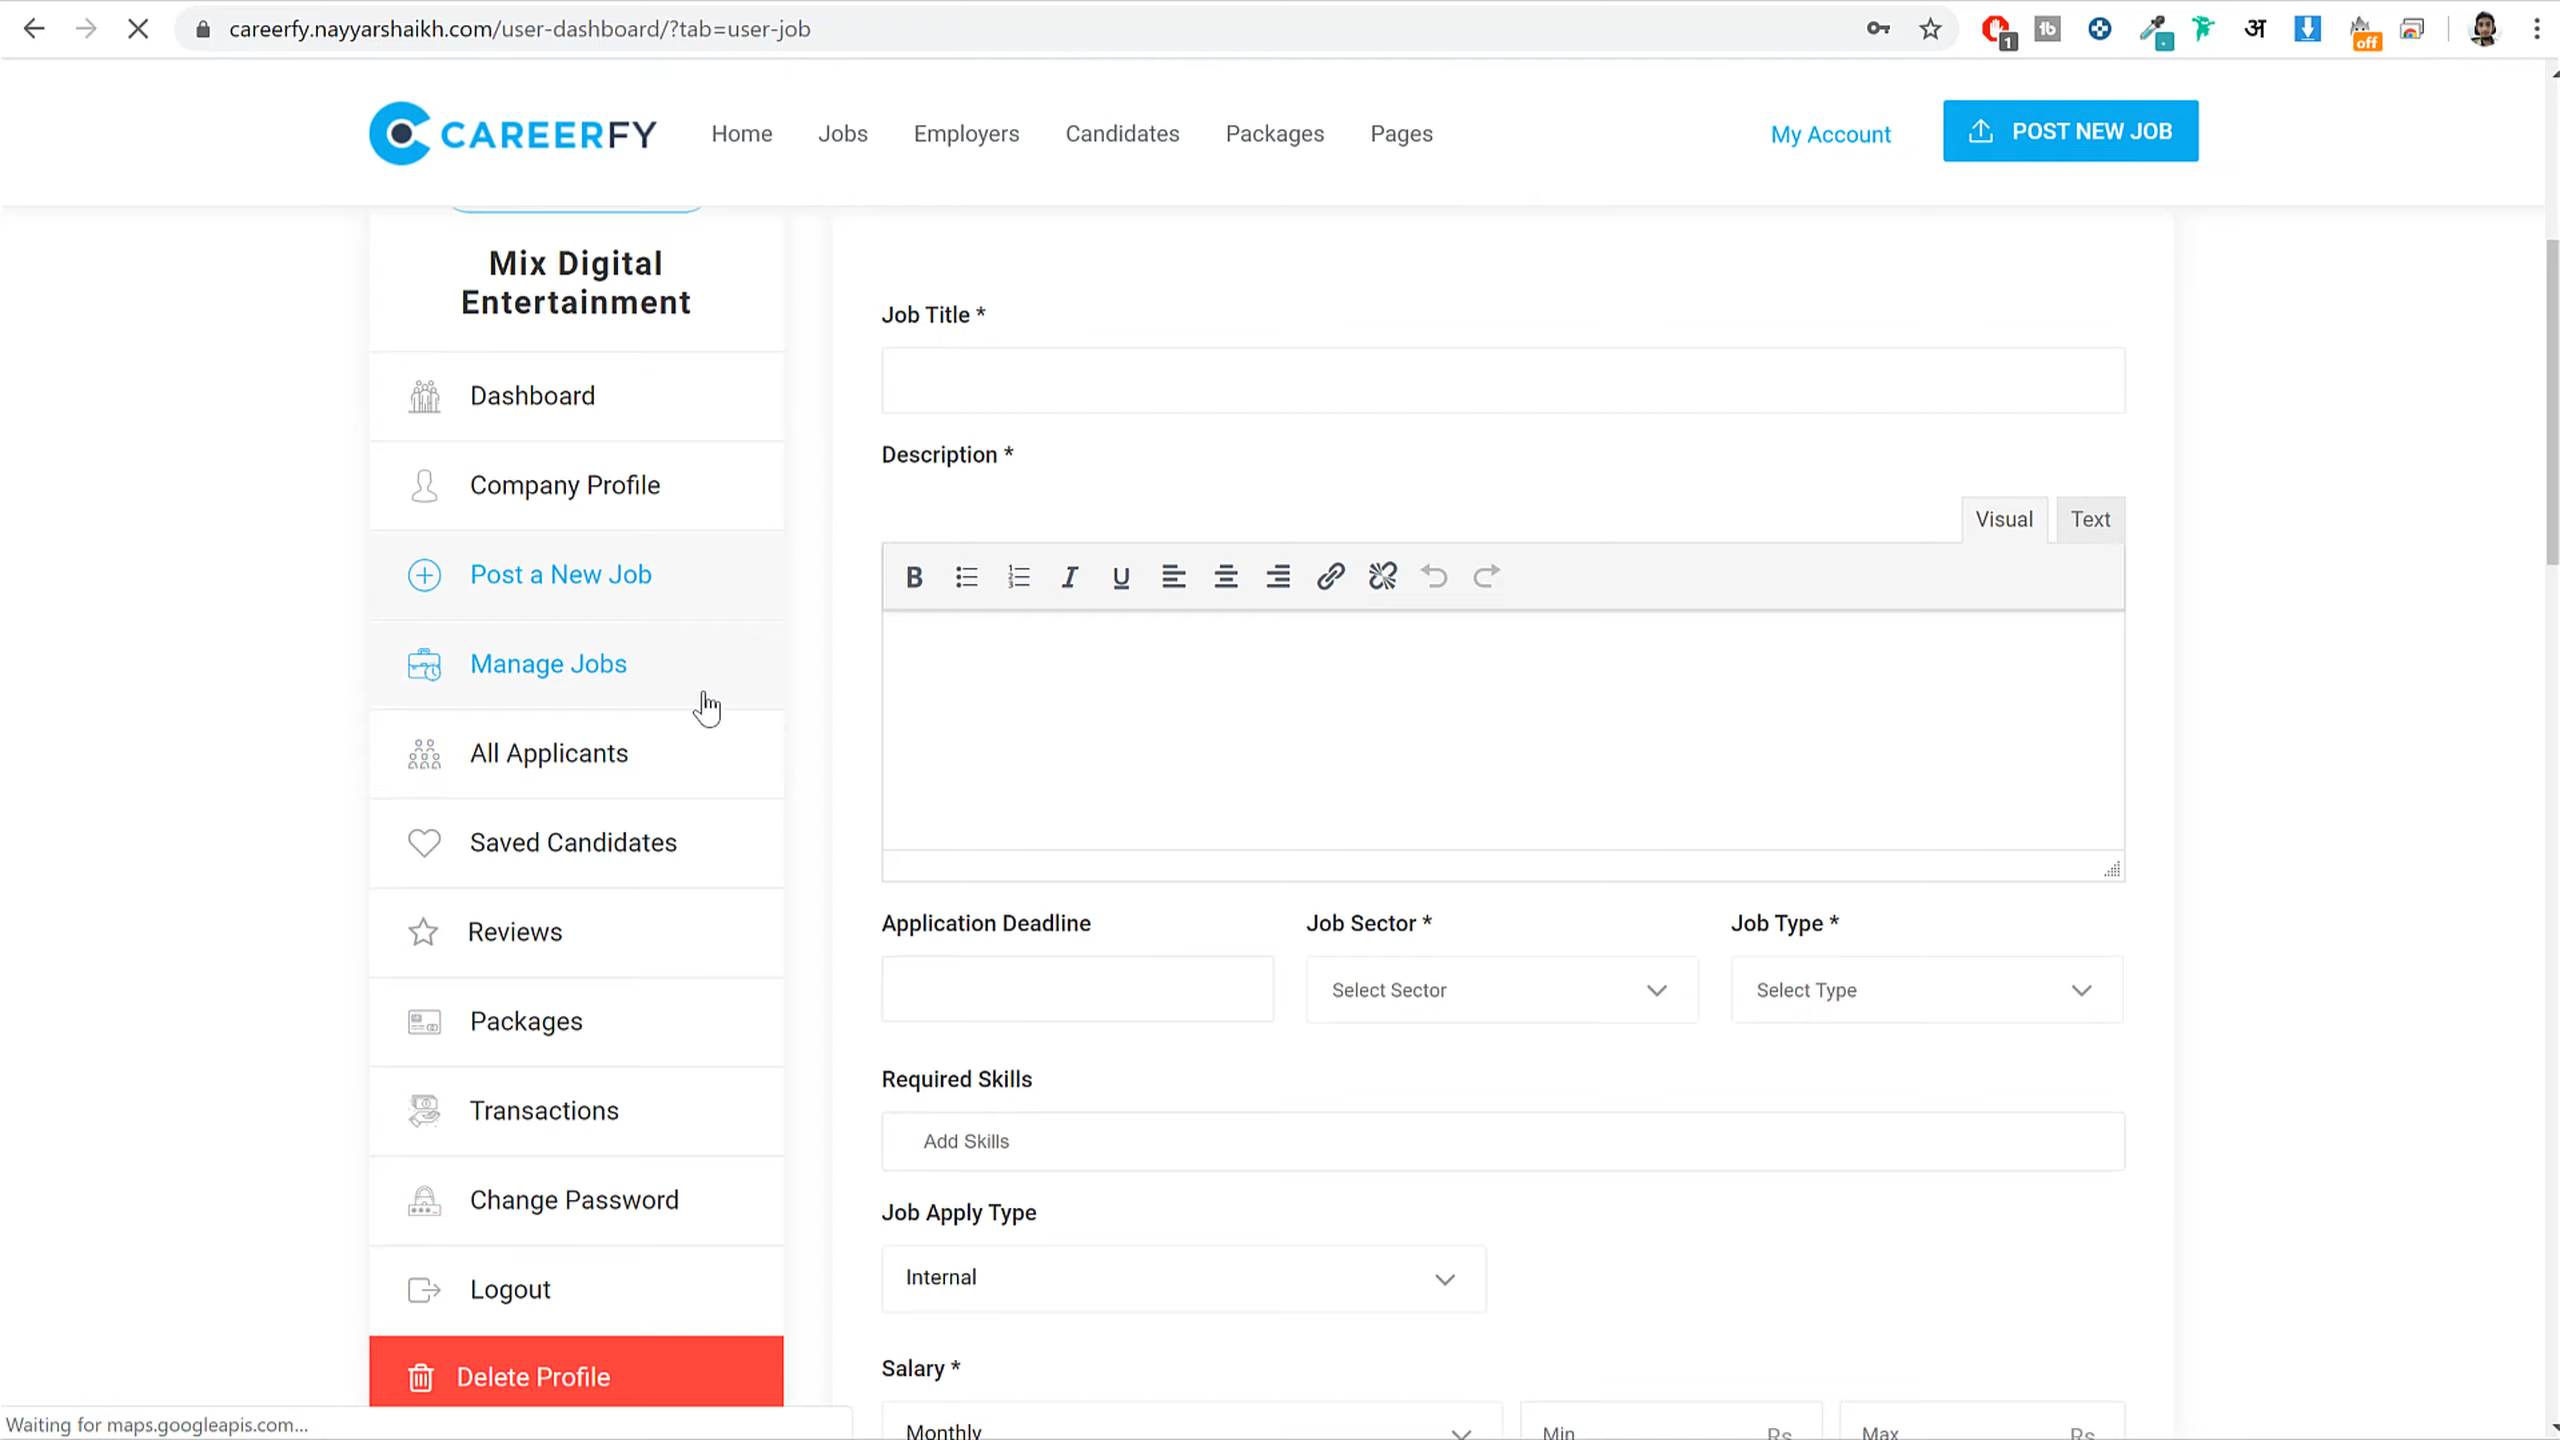 careerfy.nayyarshaikh.com/user-dashboard/?tab=user-job
1
tb
अ
off
CAREERFY
Home
Jobs
Employers
Candidates
Packages
Pages
My Account
POST NEW JOB
Mix Digital
Entertainment
Dashboard
Company Profile
Post a New Job
Manage Jobs
All Applicants
Saved Candidates
Reviews
Packages
Transactions
Change Password
Logout
Delete Profile
Job Title *
Description *
Visual
Text
B
I
U
Application Deadline
Job Sector *
Job Type *
Select Sector
Select Type
Required Skills
Add Skills
Job Apply Type
Internal
Salary *
Monthly
Min
Rs
Max
Rs
Waiting for maps.googleapis.com...